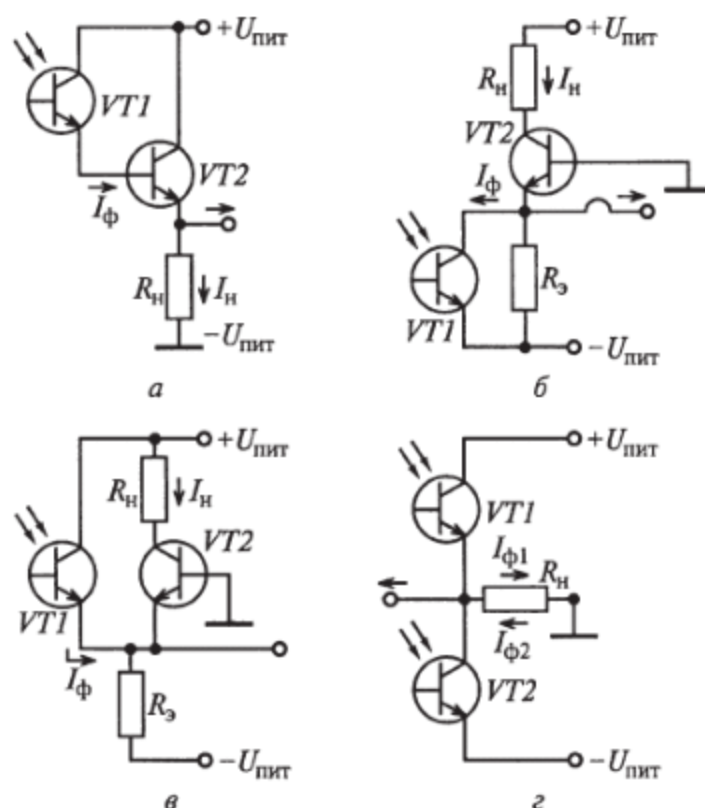 +Uпит
VT1
VT2
Iф
Rн
Iн
−Uпит
а
+Uпит
Rн
Iн
VT2
Iф
Rэ
VT1
−Uпит
б
+Uпит
Rн
Iн
VT2
VT1
Iф
Rэ
−Uпит
в
+Uпит
VT1
Iф1
Rн
Iф2
VT2
−Uпит
г